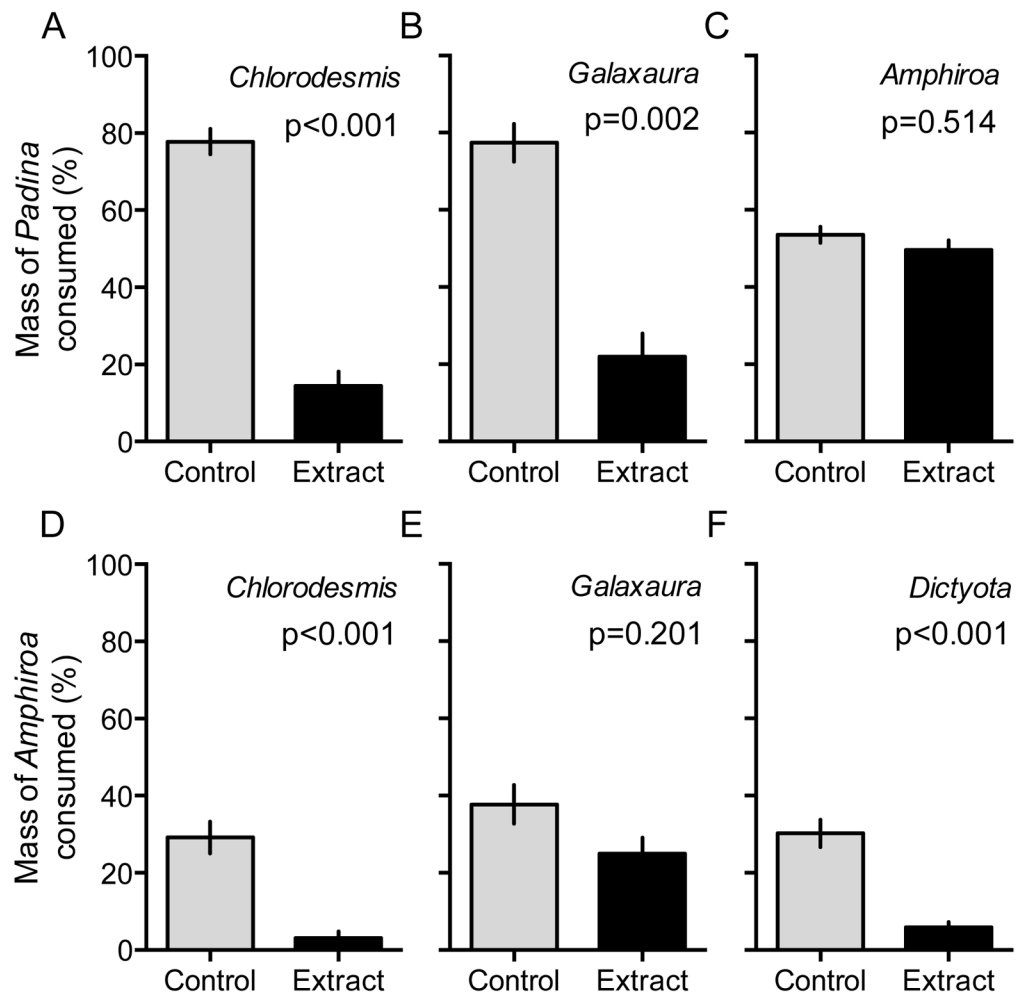 A
B
C
Mass of Padina
consumed (%)
100
80
60
40
20
0
Chlorodesmis
p<0.001
Control
Extract
Galaxaura
p=0.002
Control
Extract
Amphiroa
p=0.514
Control
Extract
D
E
F
Mass of Amphiroa
consumed (%)
100
80
60
40
20
0
Chlorodesmis
p<0.001
Control
Extract
Galaxaura
p=0.201
Control
Extract
Dictyota
p<0.001
Control
Extract